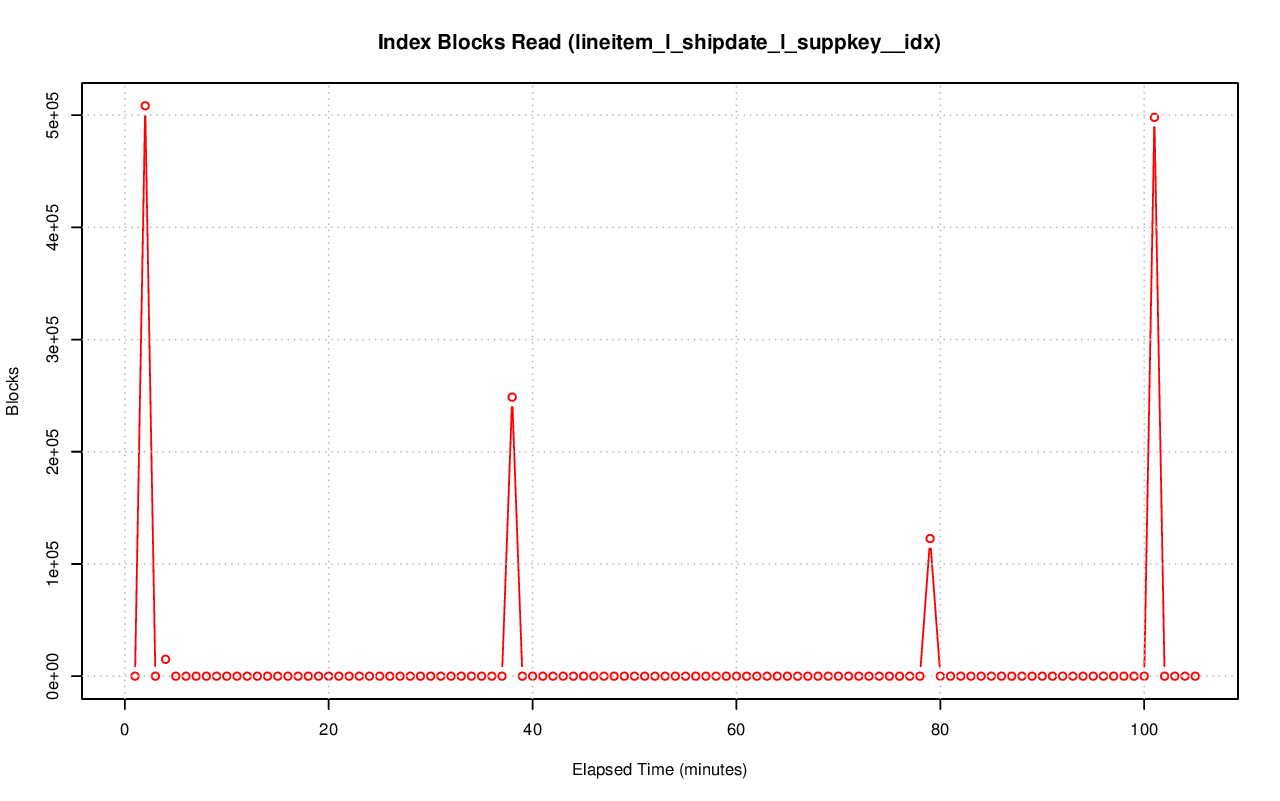 Index Blocks Read (lineitem_l_shipdate_l_suppkey__idx)
5e+05
4e+05
3e+05
2e+05
1e+05
0e+00
Blocks
0 20 40 60 80 100
Elapsed Time (minutes)